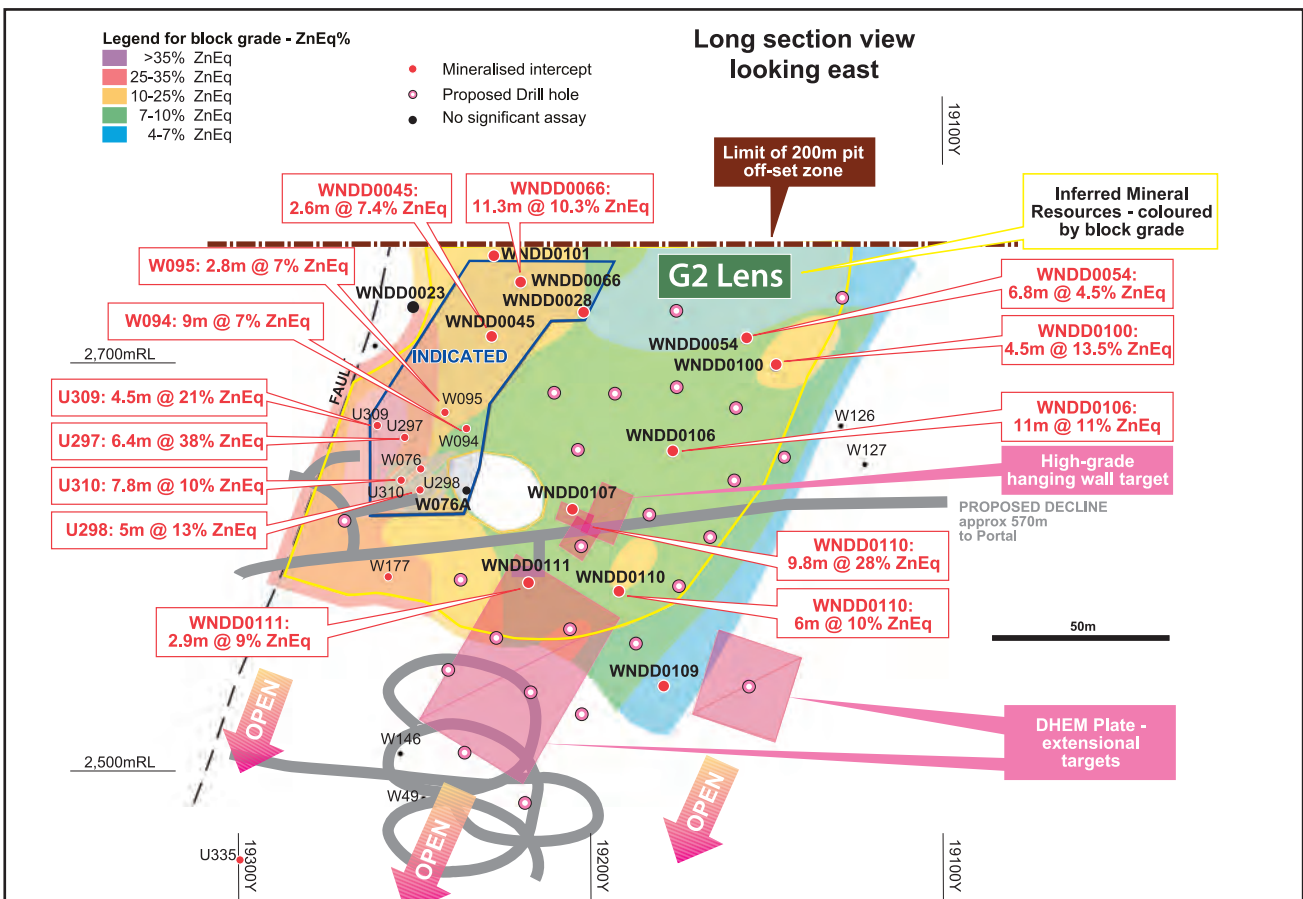 Legend for block grade - ZnEq%
>35% ZnEq
25-35% ZnEq
10-25% ZnEq
7-10% ZnEq
4-7% ZnEq
Mineralised intercept
Proposed Drill hole
No significant assay
Long section view
looking east
19100Y
Limit of 200m pit
off-set zone
Inferred Mineral
Resources - coloured
by block grade
WNDD0045:
2.6m @ 7.4% ZnEq
WNDD0066:
11.3m @ 10.3% ZnEq
W095: 2.8m @ 7% ZnEq
W094: 9m @ 7% ZnEq
U309: 4.5m @ 21% ZnEq
U297: 6.4m @ 38% ZnEq
U310: 7.8m @ 10% ZnEq
U298: 5m @ 13% ZnEq
WNDD0111:
2.9m @ 9% ZnEq
WNDD0101
WNDD0066
WNDD0023
WNDD0028
WNDD0045
INDICATED
G2 Lens
WNDD0054
WNDD0100
2,700mRL
FAUL
W095
U309
U297
W094
W076
U310
U298
W076A
WNDD0106
WNDD0107
W126
W127
WNDD0054:
6.8m @ 4.5% ZnEq
WNDD0100:
4.5m @ 13.5% ZnEq
WNDD0106:
11m @ 11% ZnEq
High-grade
hanging wall target
PROPOSED DECLINE
approx 570m
to Portal
WNDD0110:
9.8m @ 28% ZnEq
WNDD0110:
6m @ 10% ZnEq
W177
WNDD0111
WNDD0110
50m
WNDD0109
DHEM Plate -
extensional
targets
OPEN
OPEN
OPEN
W146
2,500mRL
W49
U335
19300Y
19200Y
19100Y